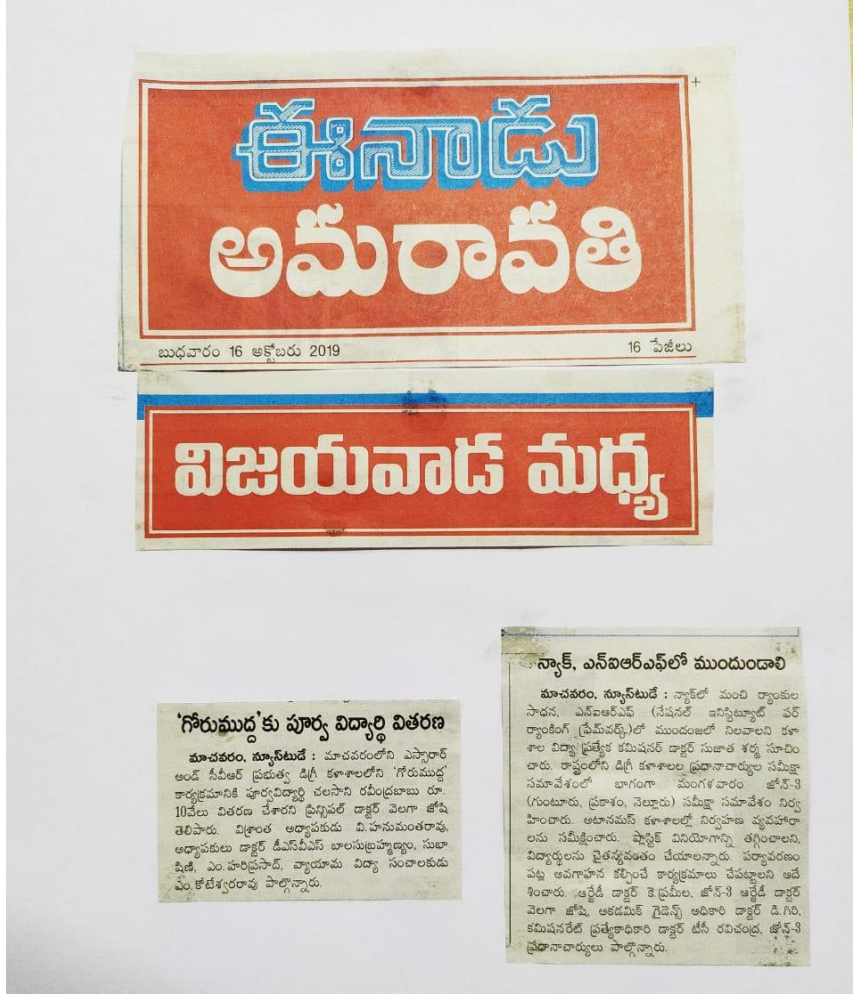 ఈనాడు
అమరావతి
బుధవారం 16 అక్టోబరు 2019
16 పేజీలు
విజయవాడ మధ్య
'గోరుముద్ద'కు పూర్వ విద్యార్థి వితరణ
మాచవరం, న్యూస్‌టుడే : మాచవరంలోని ఎస్సారార్
అండ్ సీవీఆర్ ప్రభుత్వ డిగ్రీ కళాశాలలోని 'గోరుముద్ద'
కార్యక్రమానికి పూర్వవిద్యార్థి చలసాని రవీంద్రబాబు రూ.
10వేలు వితరణ చేశారని ప్రిన్సిపల్ డాక్టర్ వెలగా జోషి
తెలిపారు. విశ్రాంత అధ్యాపకుడు వి.హనుమంతరావు,
అధ్యాపకులు డాక్టర్ డీఎస్‌వీఎస్ బాలసుబ్రహ్మణ్యం, సుభా
షిణి, ఎం.హరిప్రసాద్, వ్యాయామ విద్యా సంచాలకుడు
ఎం.కోటేశ్వరరావు పాల్గొన్నారు.
న్యాక్, ఎన్ఐఆర్ఎఫ్‌లో ముందుండాలి
మాచవరం, న్యూస్‌టుడే : న్యాక్‌లో మంచి ర్యాంకుల
సాధన, ఎన్ఐఆర్ఎఫ్ (నేషనల్ ఇనిస్టిట్యూట్ ఫర్
ర్యాంకింగ్ ఫ్రేమ్‌వర్క్)లో ముందంజలో నిలవాలని కళా
శాల విద్యా ప్రత్యేక కమిషనర్ డాక్టర్ సుజాత శర్మ సూచిం
చారు. రాష్ట్రంలోని డిగ్రీ కళాశాలల ప్రధానాచార్యుల సమీక్షా
సమావేశంలో భాగంగా మంగళవారం జోన్-3
(గుంటూరు, ప్రకాశం, నెల్లూరు) సమీక్షా సమావేశం నిర్వ
హించారు. అటానమస్ కళాశాలల్లో నిర్వహణ వ్యవహారా
లను సమీక్షించారు. ప్లాస్టిక్ వినియోగాన్ని తగ్గించాలని,
విద్యార్థులను చైతన్యవంతం చేయాలన్నారు. పర్యావరణం
పట్ల అవగాహన కల్పించే కార్యక్రమాలు చేపట్టాలని ఆదే
శించారు. ఆర్జేడీ డాక్టర్ కె.ప్రమీల, జోన్-3 ఆర్జేడీ డాక్టర్
వెలగా జోషి, అకడమిక్ గైడెన్స్ అధికారి డాక్టర్ డి.గిరి,
కమిషనరేట్ ప్రత్యేకాధికారి డాక్టర్ టీసీ రవిచంద్ర, జోన్-3
ప్రధానాచార్యులు పాల్గొన్నారు.